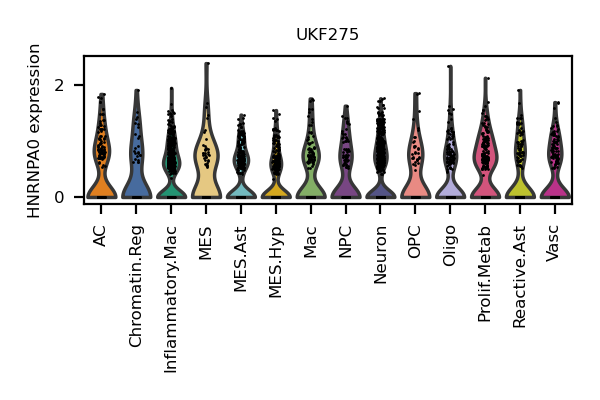 UKF275
HNRNPA0 expression
2
0
AC
Chromatin.Reg
Inflammatory.Mac
MES
MES.Ast
MES.Hyp
Mac
NPC
Neuron
OPC
Oligo
Prolif.Metab
Reactive.Ast
Vasc